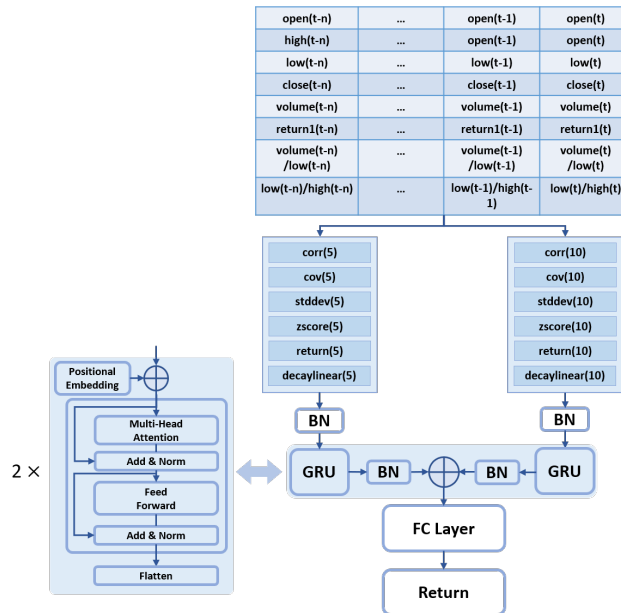 open(t-n) ... open(t-1) open(t)
high(t-n) ... open(t-1) open(t)
low(t-n) ... low(t-1) low(t)
close(t-n) ... close(t-1) close(t)
volume(t-n) ... volume(t-1) volume(t)
return1(t-n) ... return1(t-1) return1(t)
volume(t-n) ... volume(t-1) volume(t)
/low(t-n) /low(t-1) /low(t)
low(t-n)/high(t-n) ... low(t-1)/high(t- low(t)/high(t)
1)
corr(5)
cov(5)
stddev(5)
zscore(5)
return(5)
decaylinear(5)
corr(10)
cov(10)
stddev(10)
zscore(10)
return(10)
decaylinear(10)
BN
BN
GRU
BN
BN
GRU
FC Layer
Return
Positional
Embedding
2 ×
Multi-Head
Attention
Add & Norm
Feed
Forward
Add & Norm
Flatten